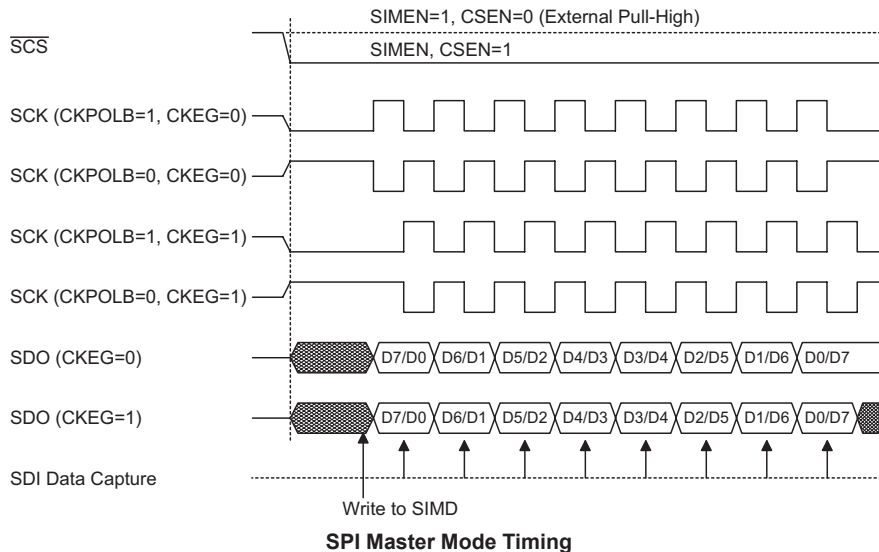 SIMEN=1, CSEN=0 (External Pull-High)
SCS
SIMEN, CSEN=1
SCK (CKPOLB=1, CKEG=0)
SCK (CKPOLB=0, CKEG=0)
SCK (CKPOLB=1, CKEG=1)
SCK (CKPOLB=0, CKEG=1)
SDO (CKEG=0) D7/D0 D6/D1 D5/D2 D4/D3 D3/D4 D2/D5 D1/D6 D0/D7
SDO (CKEG=1) D7/D0 D6/D1 D5/D2 D4/D3 D3/D4 D2/D5 D1/D6 D0/D7
SDI Data Capture
Write to SIMD
SPI Master Mode Timing